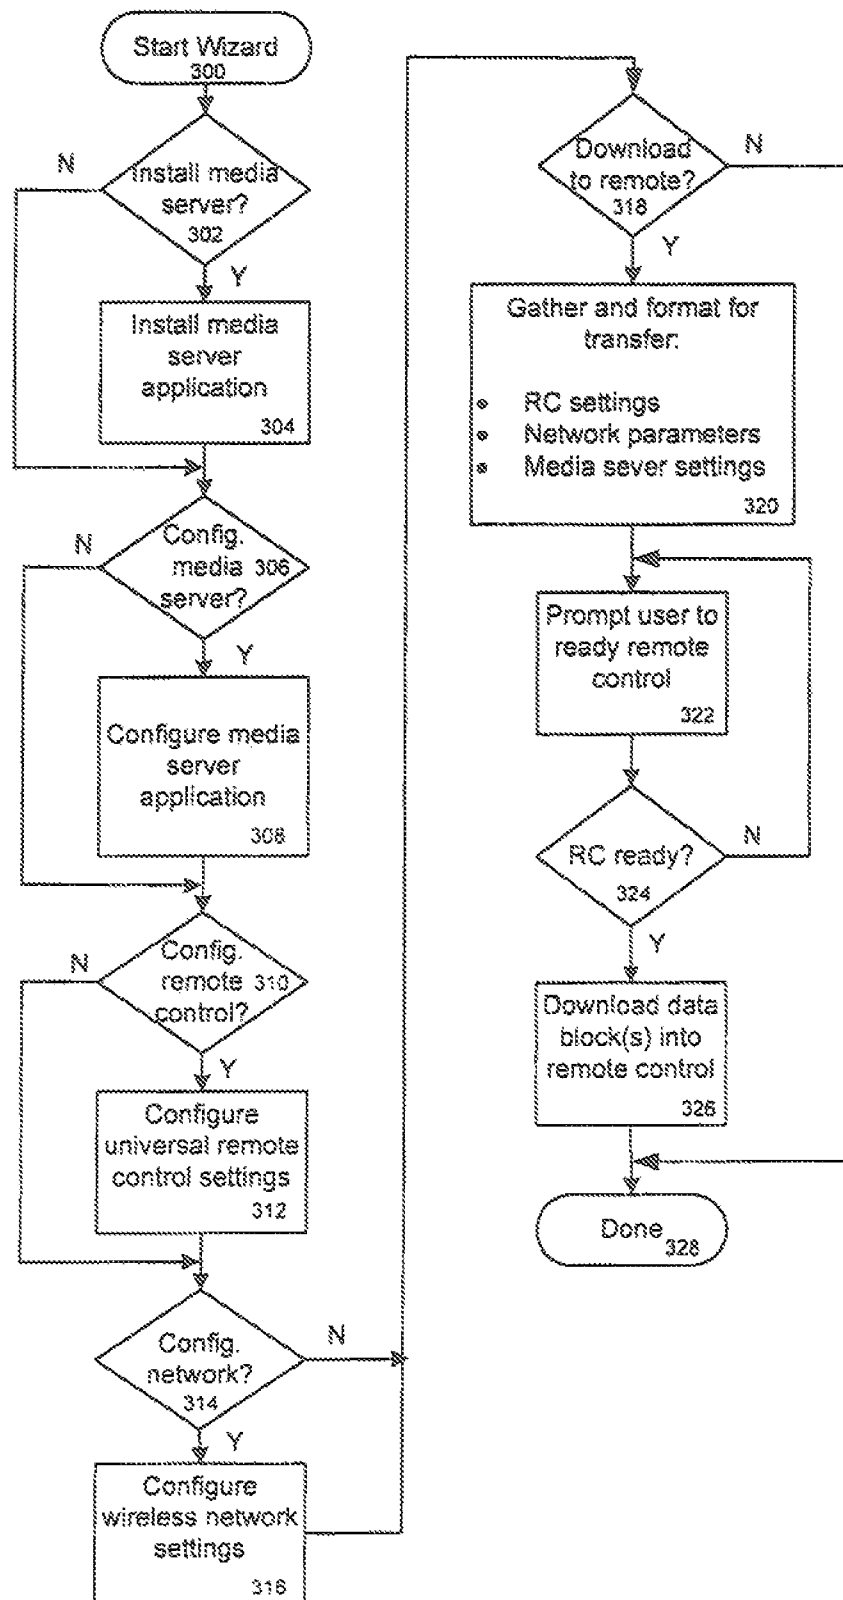 Start Wizard
300
N
Install media
server?
302
Y
Install media
server
application
304
N
Config.
media 306
server?
Y
Configure media
server
application
308
N
Config.
remote 310
control?
Y
Configure
universal remote
control settings
312
Config.
network?
314
N
Y
Configure
wireless network
settings
316
Download
to remote?
318
N
Y
Gather and format for
transfer:
• RC settings
• Network parameters
• Media sever settings
320
Prompt user to
ready remote
control
322
RC ready?
324
N
Y
Download data
block(s) into
remote control
326
Done
328